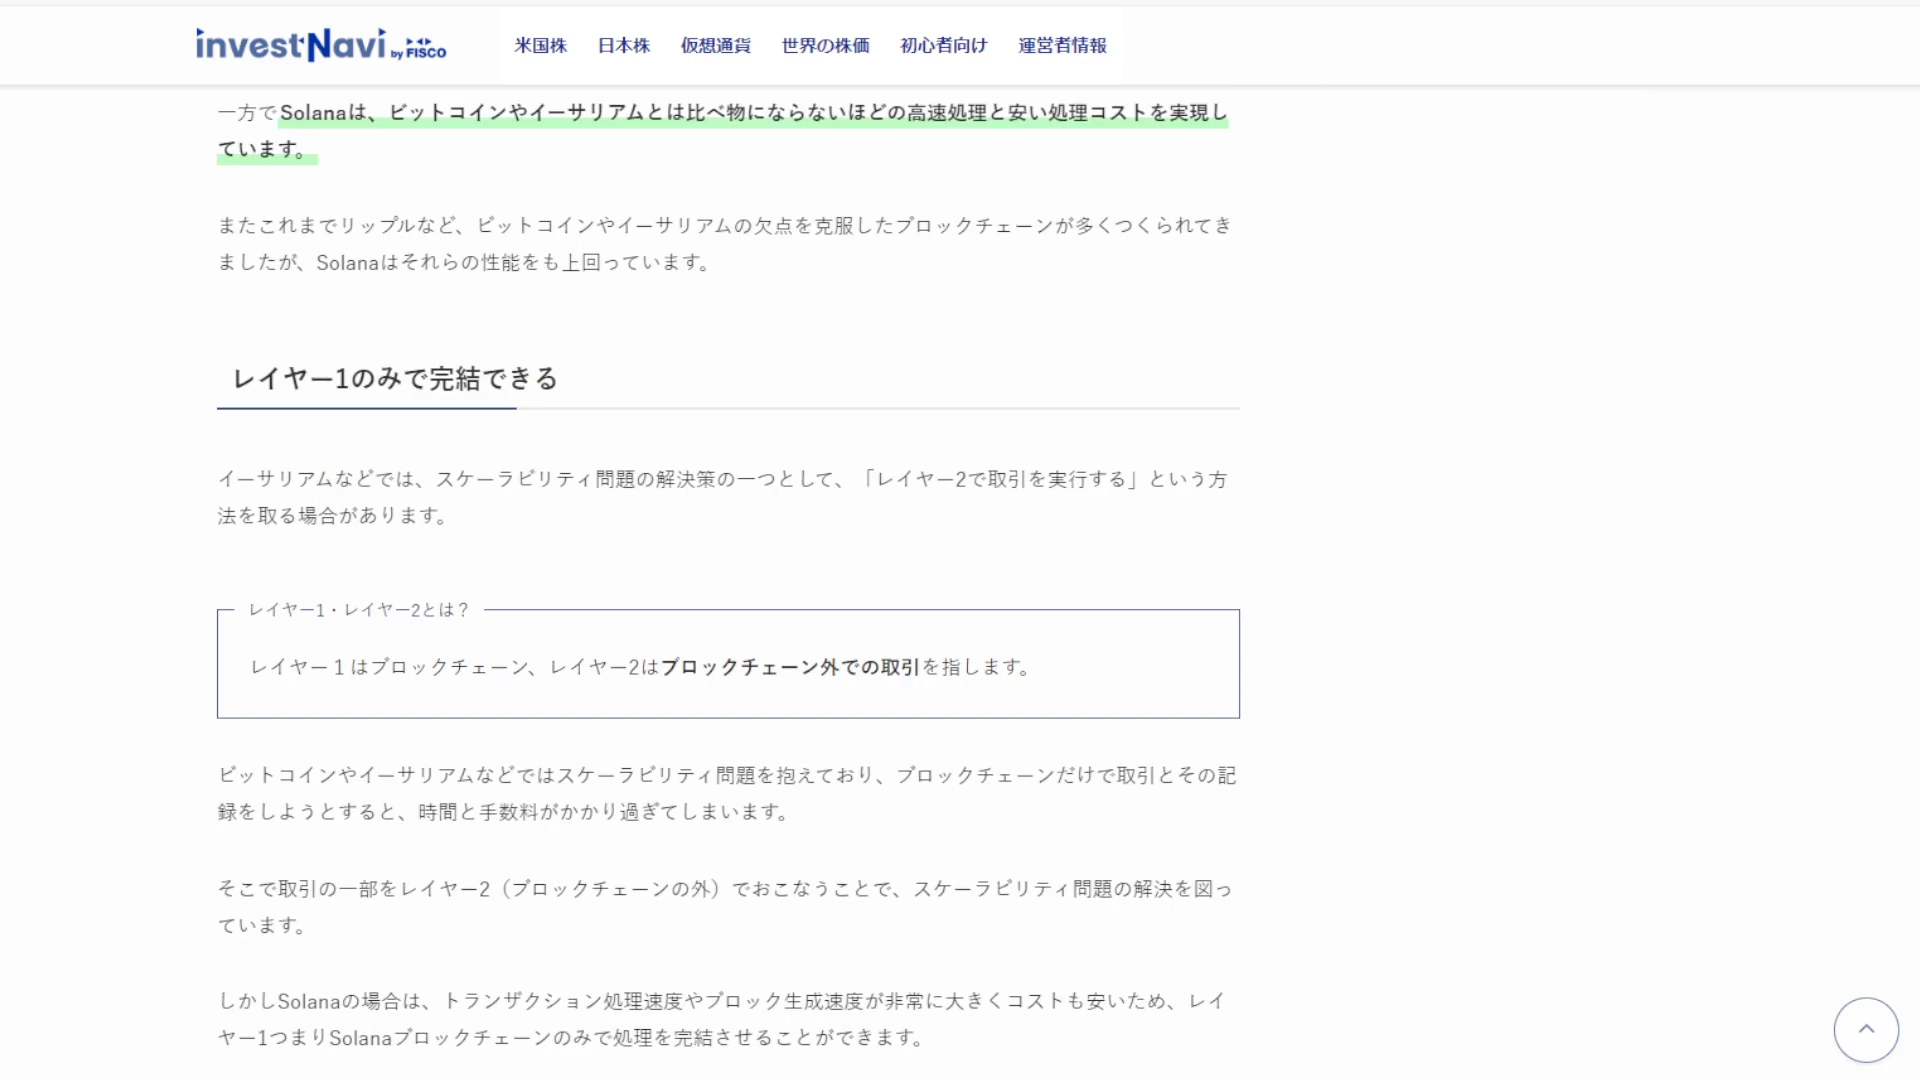 investNavi by FISCO
米国株 日本株 仮想通貨 世界の株価 初心者向け 運営者情報
一方でSolanaは、ビットコインやイーサリアムとは比べ物にならないほどの高速処理と安い処理コストを実現し
ています。
またこれまでリップルなど、ビットコインやイーサリアムの欠点を克服したブロックチェーンが多くつくられてき
ましたが、Solanaはそれらの性能をも上回っています。
レイヤー1のみで完結できる
イーサリアムなどでは、スケーラビリティ問題の解決策の一つとして、「レイヤー2で取引を実行する」という方
法を取る場合があります。
レイヤー1・レイヤー2とは？
レイヤー１はブロックチェーン、レイヤー2はブロックチェーン外での取引を指します。
ビットコインやイーサリアムなどではスケーラビリティ問題を抱えており、ブロックチェーンだけで取引とその記
録をしようとすると、時間と手数料がかかり過ぎてしまいます。
そこで取引の一部をレイヤー2（ブロックチェーンの外）でおこなうことで、スケーラビリティ問題の解決を図っ
ています。
しかしSolanaの場合は、トランザクション処理速度やブロック生成速度が非常に大きくコストも安いため、レイ
ヤー1つまりSolanaブロックチェーンのみで処理を完結させることができます。